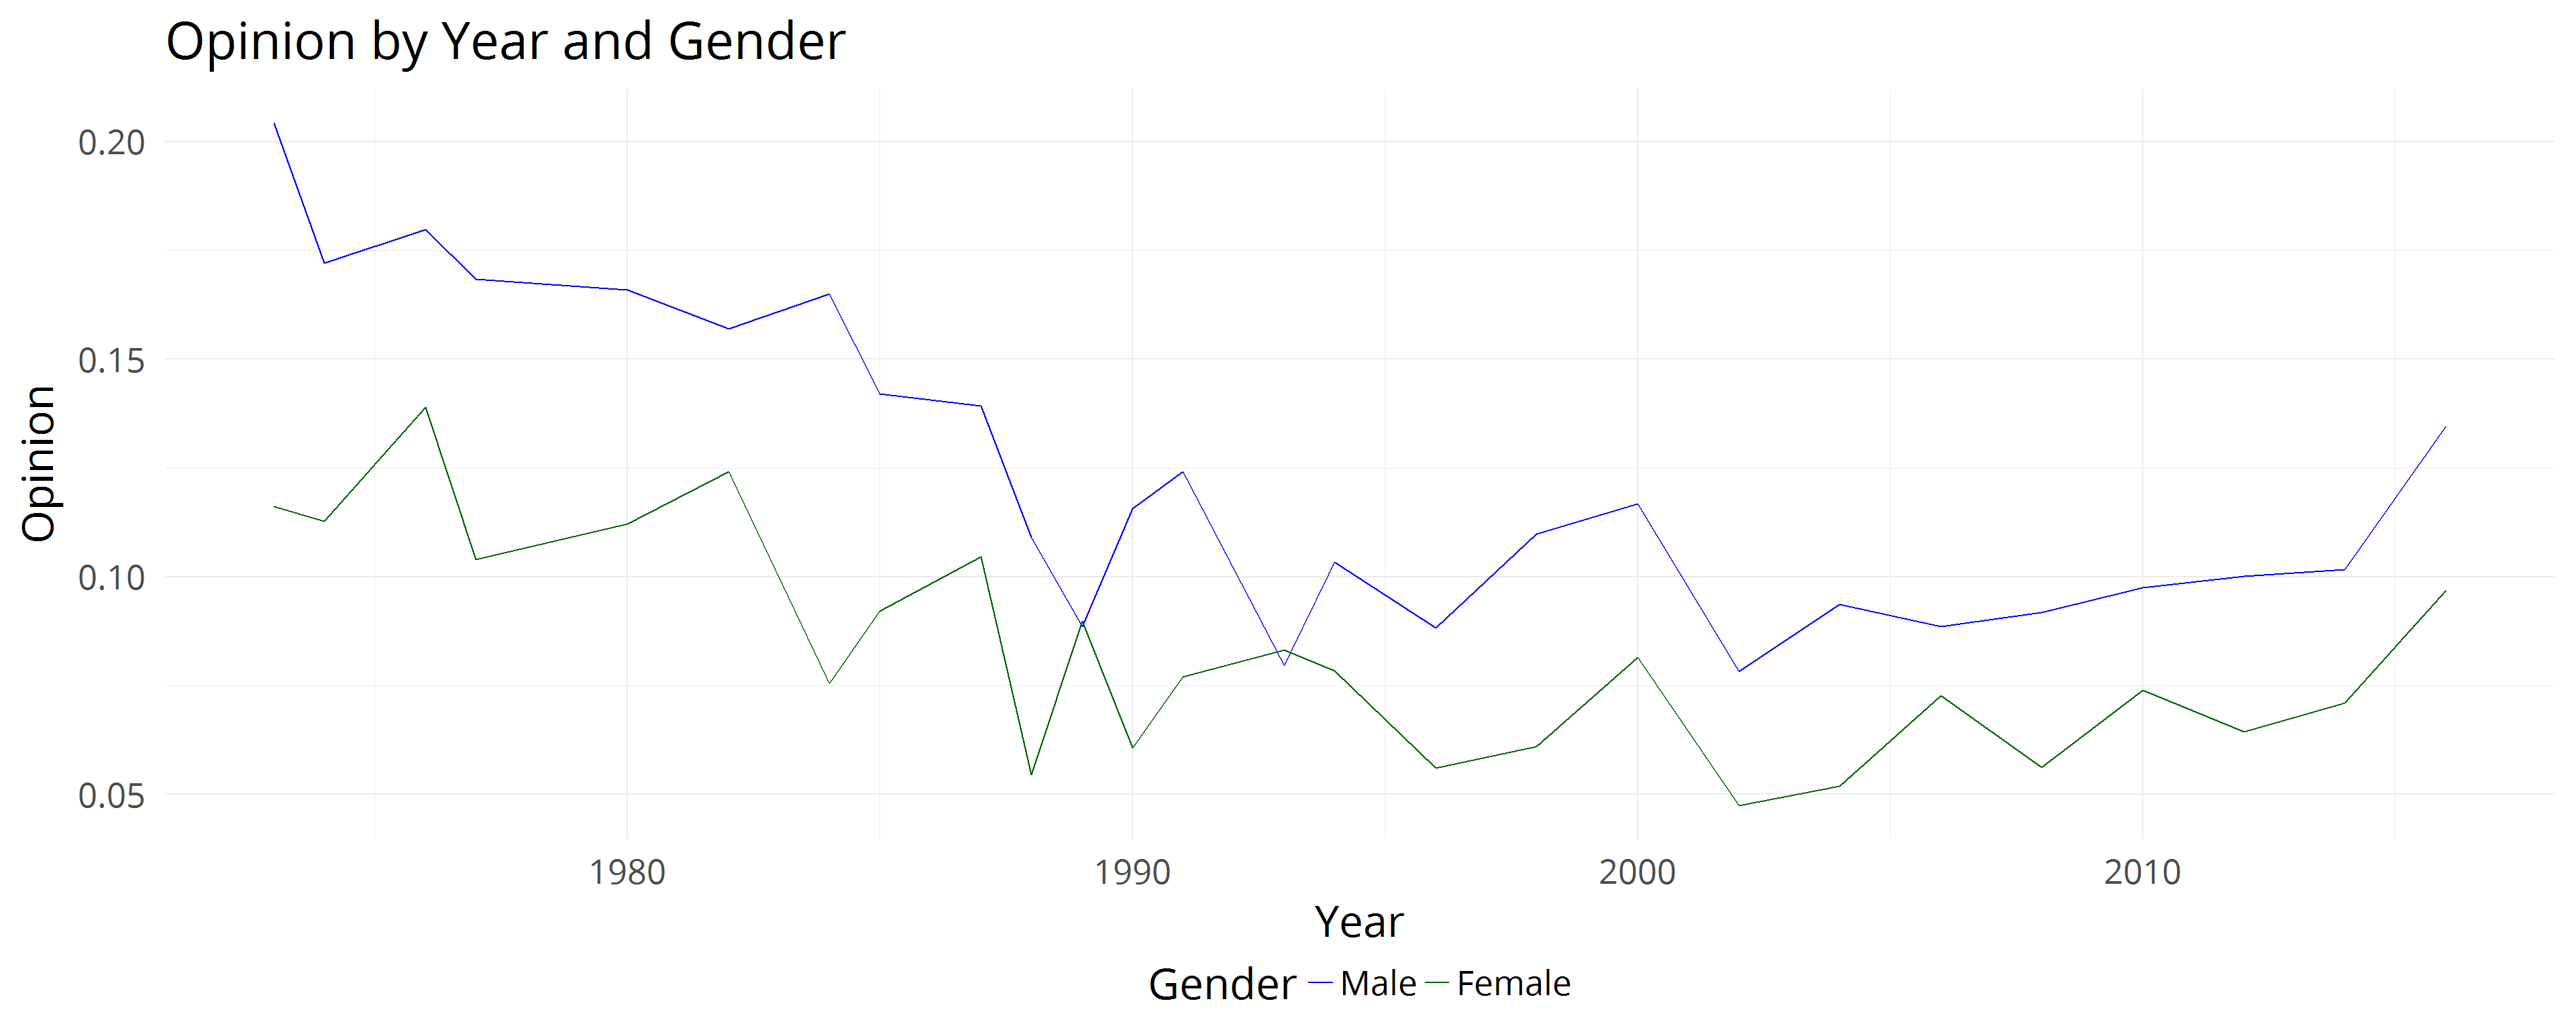 Opinion by Year and Gender
0.20
0.15
0.10
0.05
Opinion
1980 1990 2000 2010
Year
Gender Male Female